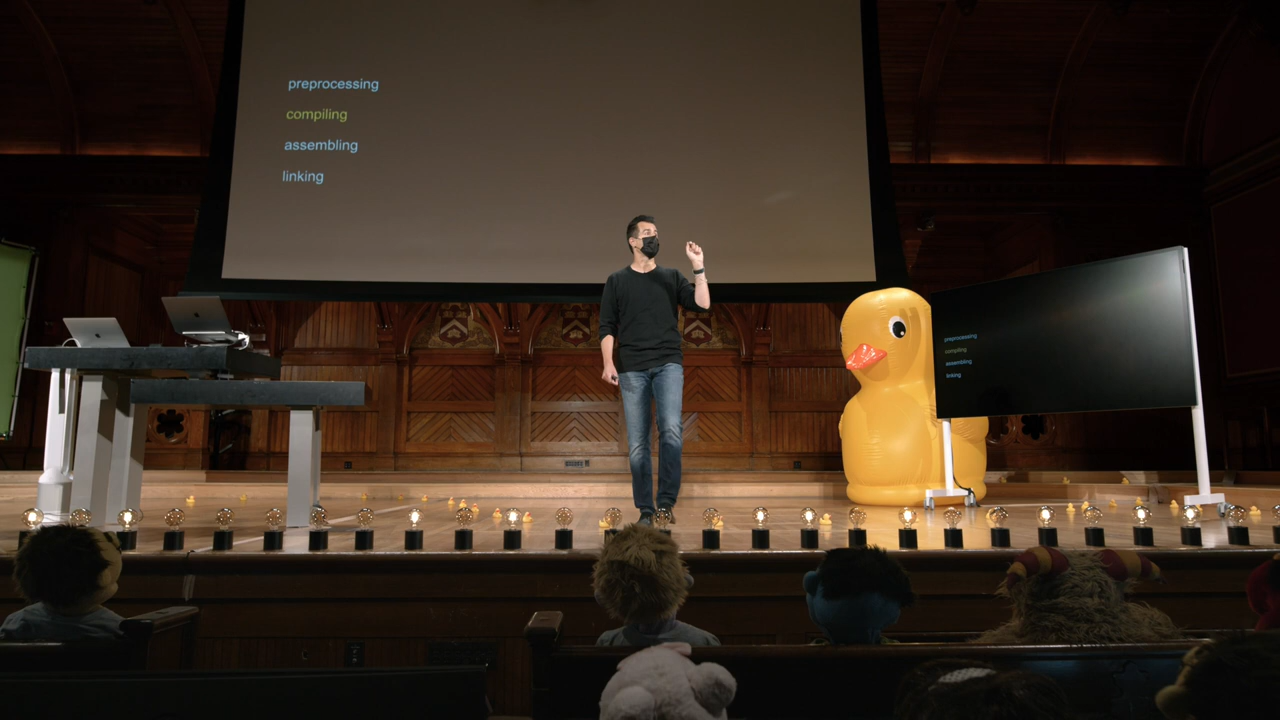 preprocessing
compiling
assembling
linking
preprocessing
compiling
assembling
linking